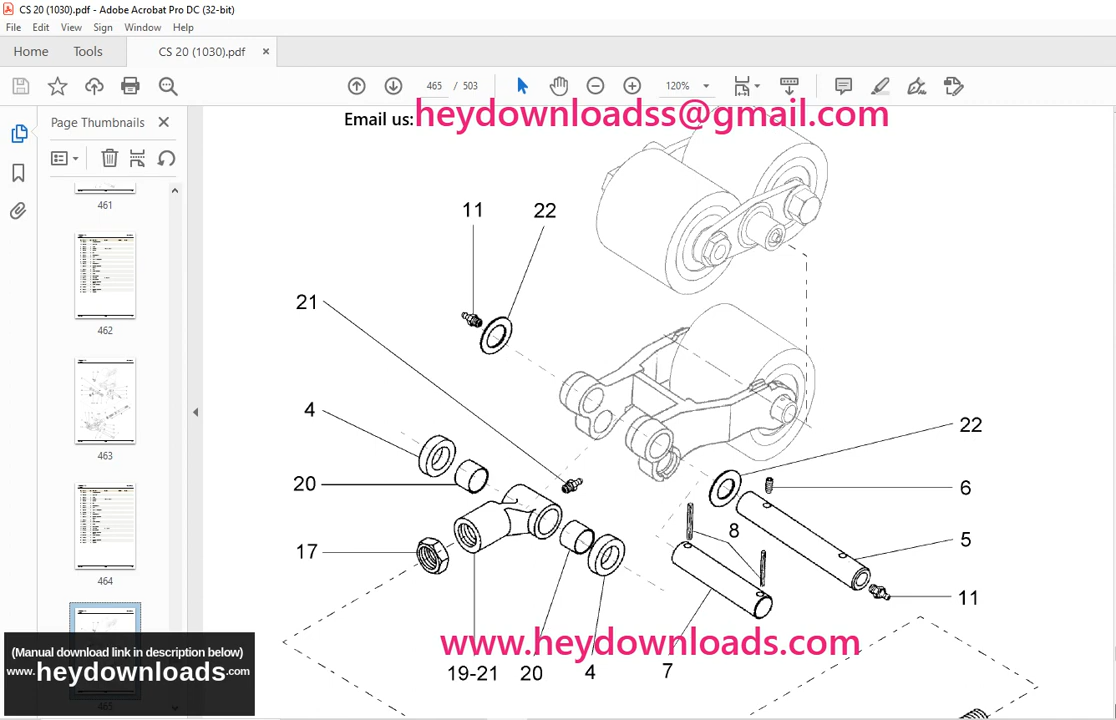 CS 20 (1030).pdf - Adobe Acrobat Pro DC (32-bit)
File Edit View Sign Window Help
Home Tools CS 20 (1030).pdf ×
465 / 503 120%
Page Thumbnails
Email us:heydownloadss@gmail.com
461
462
463
464
465
11 22
21
4
20
17
22
6
8
5
11
www.heydownloads.com
19-21 20 4 7
(Manual download link in description below)
www.heydownloads.com